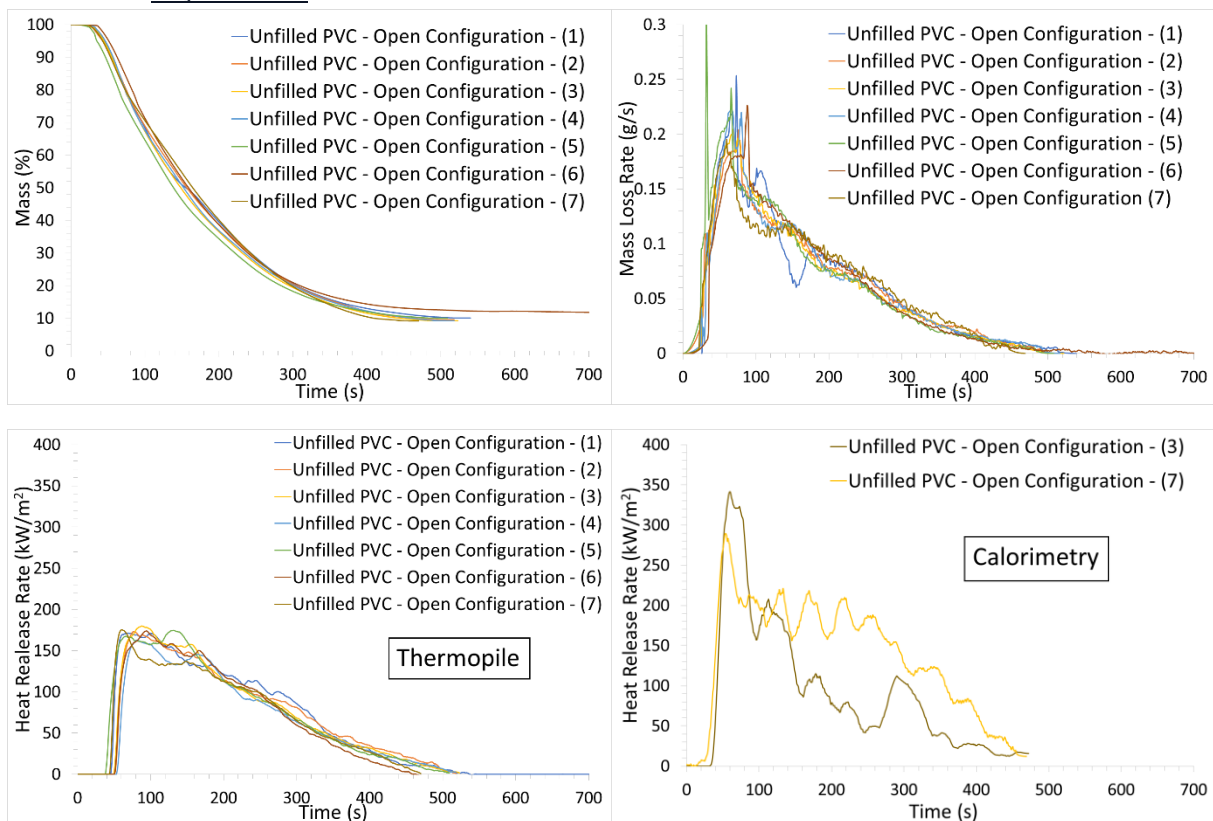 Mass (%)
100
90
80
70
60
50
40
30
20
10
0
0 100 200 300 400 500 600 700
Time (s)
Unfilled PVC - Open Configuration - (1)
Unfilled PVC - Open Configuration - (2)
Unfilled PVC - Open Configuration - (3)
Unfilled PVC - Open Configuration - (4)
Unfilled PVC - Open Configuration - (5)
Unfilled PVC - Open Configuration - (6)
Unfilled PVC - Open Configuration - (7)
Mass Loss Rate (g/s)
0.3
0.25
0.2
0.15
0.1
0.05
0
0 100 200 300 400 500 600 700
Time (s)
Unfilled PVC - Open Configuration - (1)
Unfilled PVC - Open Configuration - (2)
Unfilled PVC - Open Configuration - (3)
Unfilled PVC - Open Configuration - (4)
Unfilled PVC - Open Configuration - (5)
Unfilled PVC - Open Configuration - (6)
Unfilled PVC - Open Configuration (7)
Heat Realease Rate (kW/m²)
400
350
300
250
200
150
100
50
0
0 100 200 300 400 500 600 700
Time (s)
Unfilled PVC - Open Configuration - (1)
Unfilled PVC - Open Configuration - (2)
Unfilled PVC - Open Configuration - (3)
Unfilled PVC - Open Configuration - (4)
Unfilled PVC - Open Configuration - (5)
Unfilled PVC - Open Configuration - (6)
Unfilled PVC - Open Configuration - (7)
Thermopile
Heat Release Rate (kW/m²)
400
350
300
250
200
150
100
50
0
0 100 200 300 400 500 600 700
Time (s)
Unfilled PVC - Open Configuration - (3)
Unfilled PVC - Open Configuration - (7)
Calorimetry